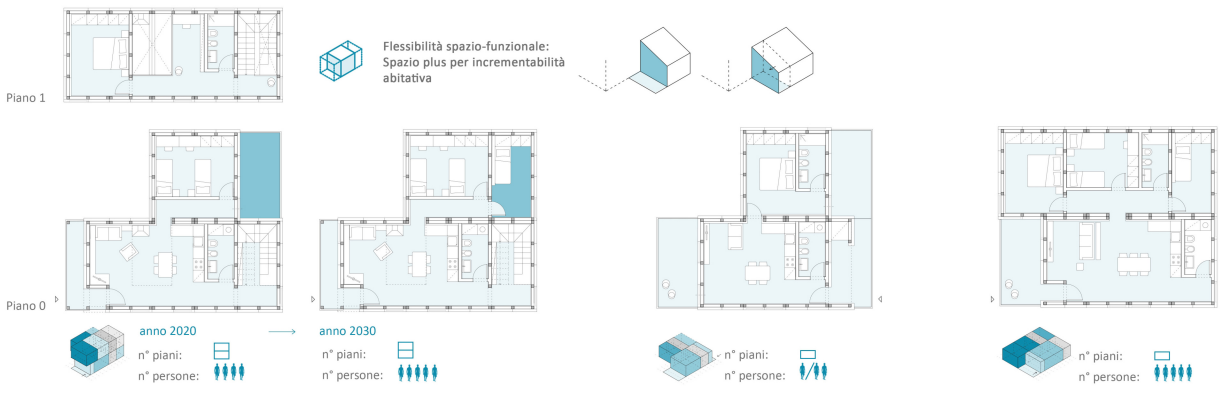 Flessibilità spazio-funzionale:
Spazio plus per incrementabilità
abitativa
Piano 1
Piano 0
anno 2020
n° piani:
n° persone:
anno 2030
n° piani:
n° persone:
n° piani:
n° persone:
n° piani:
n° persone: